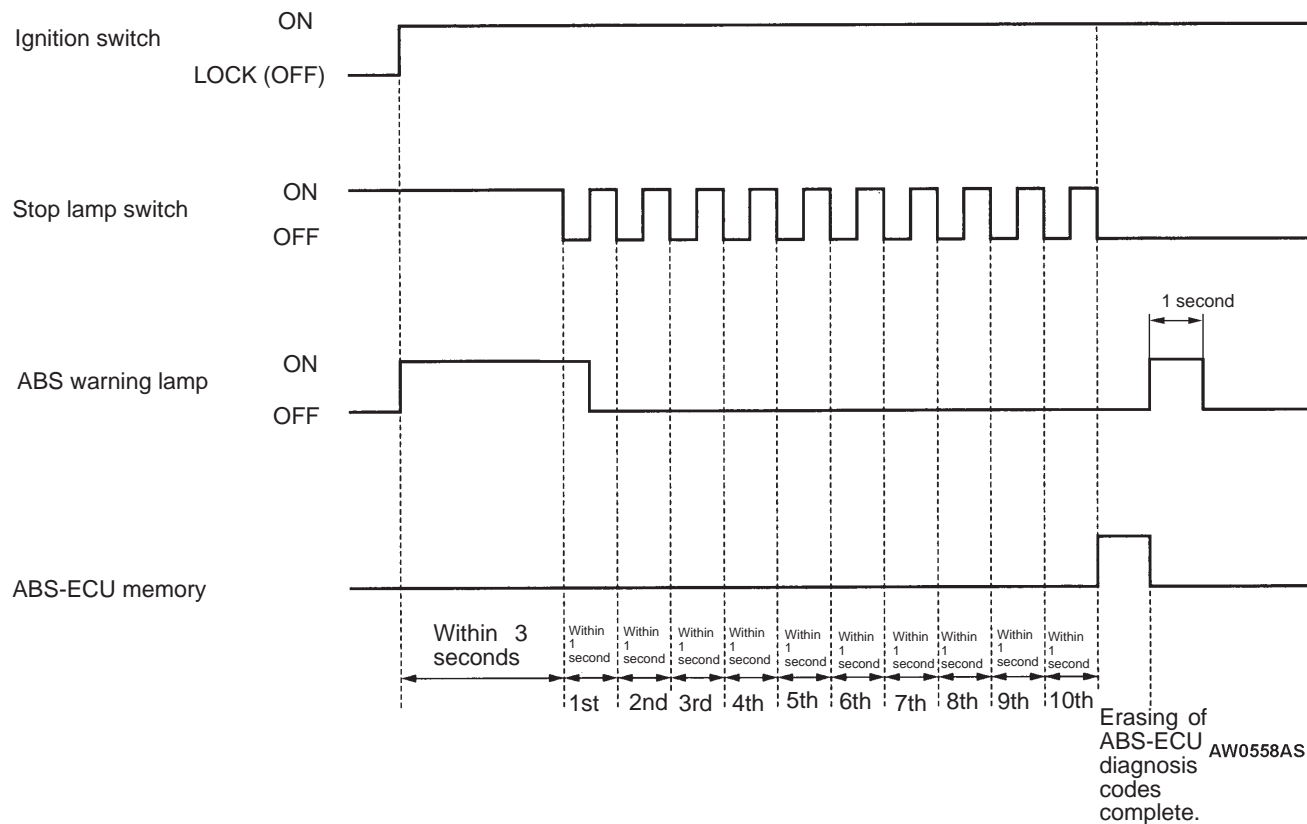 Ignition switch
ON
LOCK (OFF)
Stop lamp switch
ON
OFF
1 second
ABS warning lamp
ON
OFF
ABS-ECU memory
Within 3
seconds
Within
1
second
Within
1
second
Within
1
second
Within
1
second
Within
1
second
Within
1
second
Within
1
second
Within
1
second
Within
1
second
Within
1
second
1st
2nd
3rd
4th
5th
6th
7th
8th
9th
10th
Erasing of
ABS-ECU
diagnosis
codes
complete.
AW0558AS